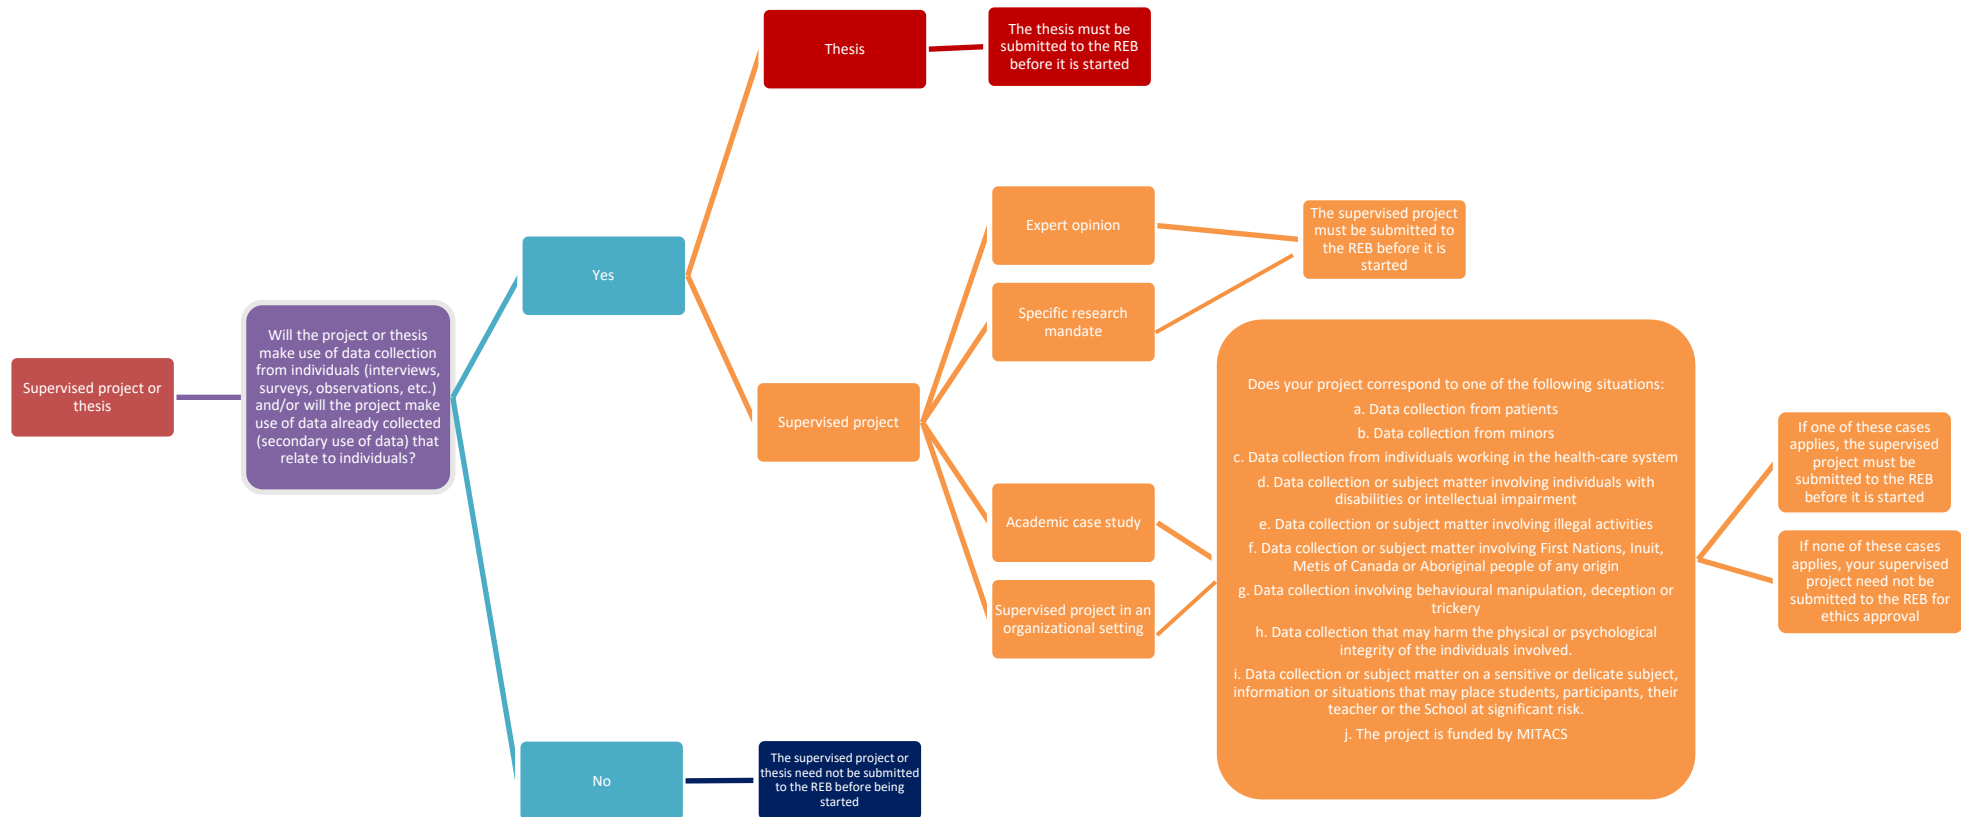 Supervised project or
thesis
Will the project or thesis
make use of data collection
from individuals (interviews,
surveys, observations, etc.)
and/or will the project make
use of data already collected
(secondary use of data) that
relate to individuals?
Yes
Thesis
The thesis must be
submitted to the REB
before it is started
Supervised project
Expert opinion
Specific research
mandate
The supervised project
must be submitted to
the REB before it is
started
Academic case study
Supervised project in an
organizational setting
Does your project correspond to one of the following situations:
a. Data collection from patients
b. Data collection from minors
c. Data collection from individuals working in the health-care system
d. Data collection or subject matter involving individuals with
disabilities or intellectual impairment
e. Data collection or subject matter involving illegal activities
f. Data collection or subject matter involving First Nations, Inuit,
Metis of Canada or Aboriginal people of any origin
g. Data collection involving behavioural manipulation, deception or
trickery
h. Data collection that may harm the physical or psychological
integrity of the individuals involved.
i. Data collection or subject matter on a sensitive or delicate subject,
information or situations that may place students, participants, their
teacher or the School at significant risk.
j. The project is funded by MITACS
If one of these cases
applies, the supervised
project must be
submitted to the REB
before it is started
If none of these cases
applies, your supervised
project need not be
submitted to the REB for
ethics approval
No
The supervised project or
thesis need not be submitted
to the REB before being
started